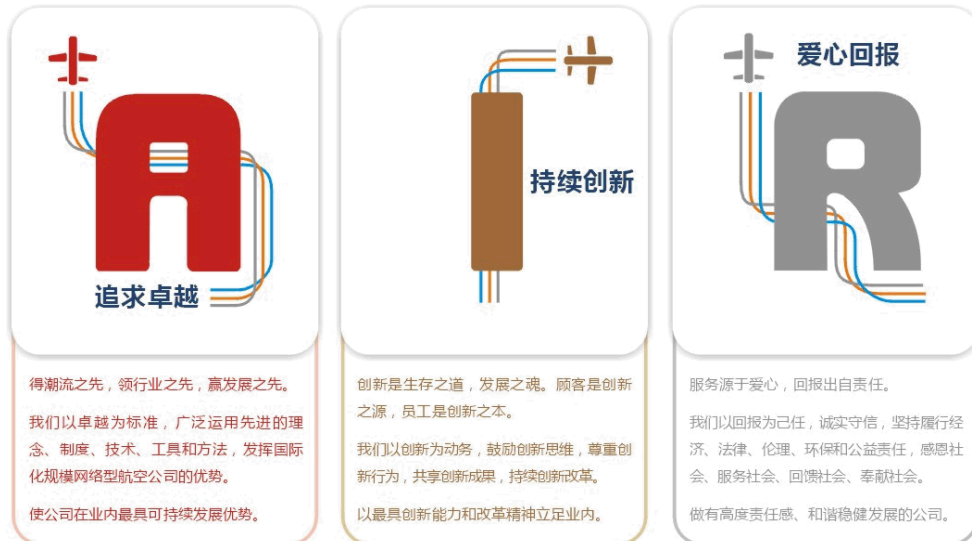 A
追求卓越
得潮流之先，领行业之先，赢发展之先。
我们以卓越为标准，广泛运用先进的理
念、制度、技术、工具和方法，发挥国际
化规模网络型航空公司的优势。
使公司在业内最具可持续发展优势。
I
持续创新
创新是生存之道，发展之魂。顾客是创新
之源，员工是创新之本。
我们以创新为动务，鼓励创新思维，尊重创
新行为，共享创新成果，持续创新改革。
以最具创新能力和改革精神立足业内。
爱心回报
R
服务源于爱心，回报出自责任。
我们以回报为己任，诚实守信，坚持履行经
济、法律、伦理、环保和公益责任，感恩社
会、服务社会、回馈社会、奉献社会。
做有高度责任感、和谐稳健发展的公司。